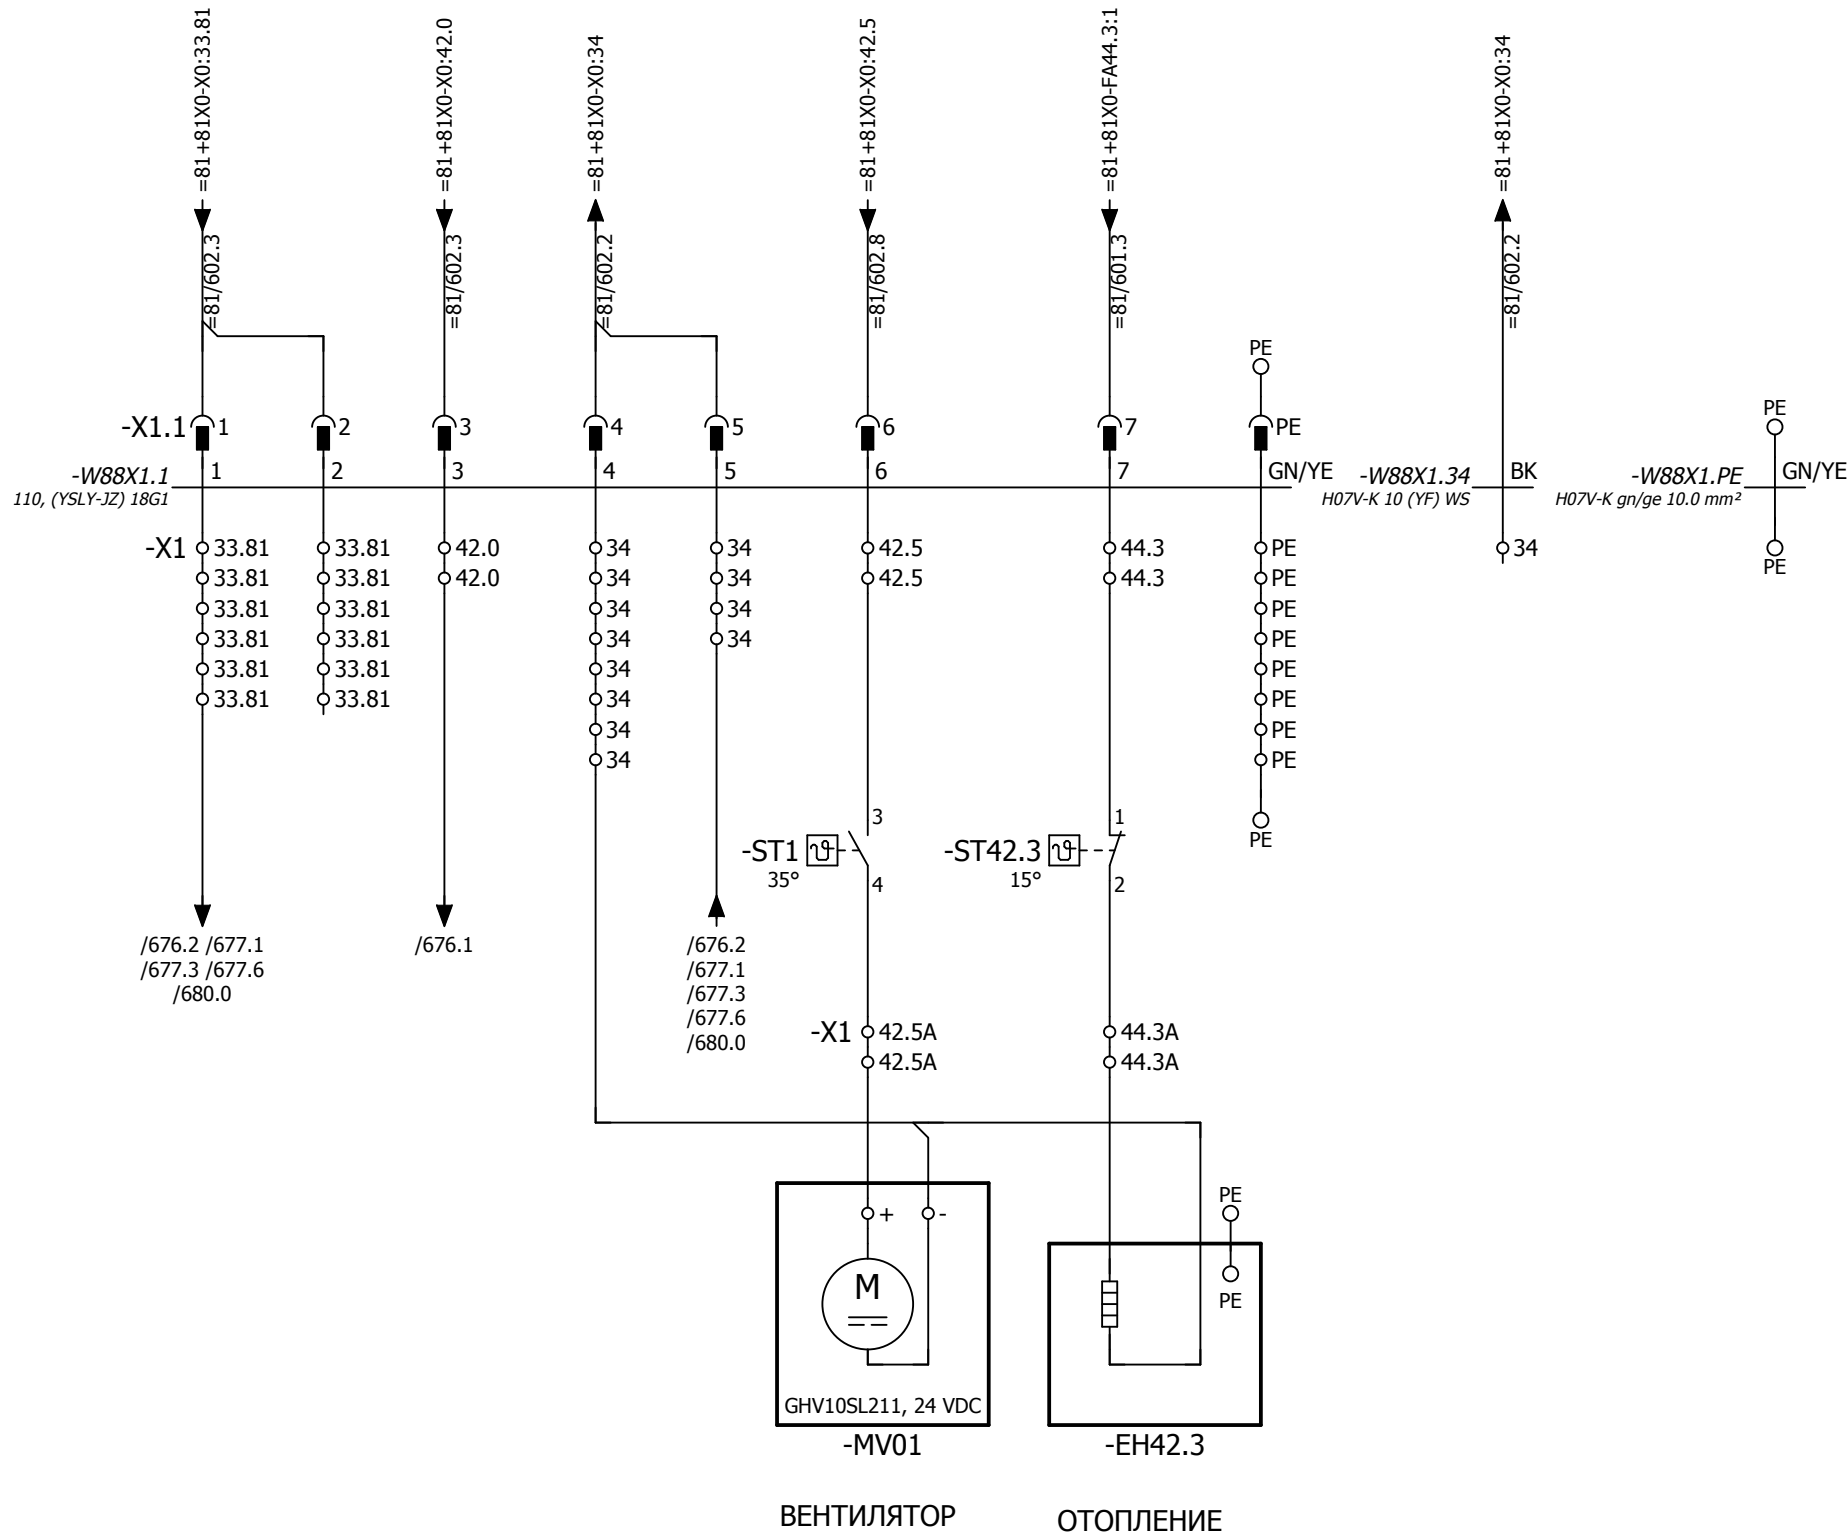 =81+81X0-X0:33.81
=81+81X0-X0:42.0
=81+81X0-X0:34
=81+81X0-X0:42.5
=81+81X0-FA44.3:1
=81+81X0-X0:34
=81/602.3
=81/602.3
=81/602.2
=81/602.8
=81/601.3
=81/602.2
PE
PE
-X1.1 1 2 3 4 5 6 7 PE
-W88X1.1 1 2 3 4 5 6 7 GN/YE -W88X1.34 BK -W88X1.PE GN/YE
110, (YSLY-JZ) 18G1 H07V-K 10 (YF) WS H07V-K gn/ge 10.0 mm²
-X1 33.81 33.81 42.0 34 34 42.5 44.3 PE 34
PE
33.81 33.81 42.0 34 34 42.5 44.3 PE
33.81 33.81 34 34 PE
33.81 33.81 34 34 PE
33.81 33.81 34 PE
33.81 33.81 34 PE
34 PE
34 PE
3 1
PE
-ST1 -ST42.3
35° 15°
4 2
/676.2 /677.1 /676.1 /676.2
/677.3 /677.6 /677.1
/680.0 /677.3
/677.6
/680.0
-X1 42.5A 44.3A
42.5A 44.3A
PE
+ -
M
PE
GHV10SL211, 24 VDC
-MV01 -EH42.3
ВЕНТИЛЯТОР ОТОПЛЕНИЕ